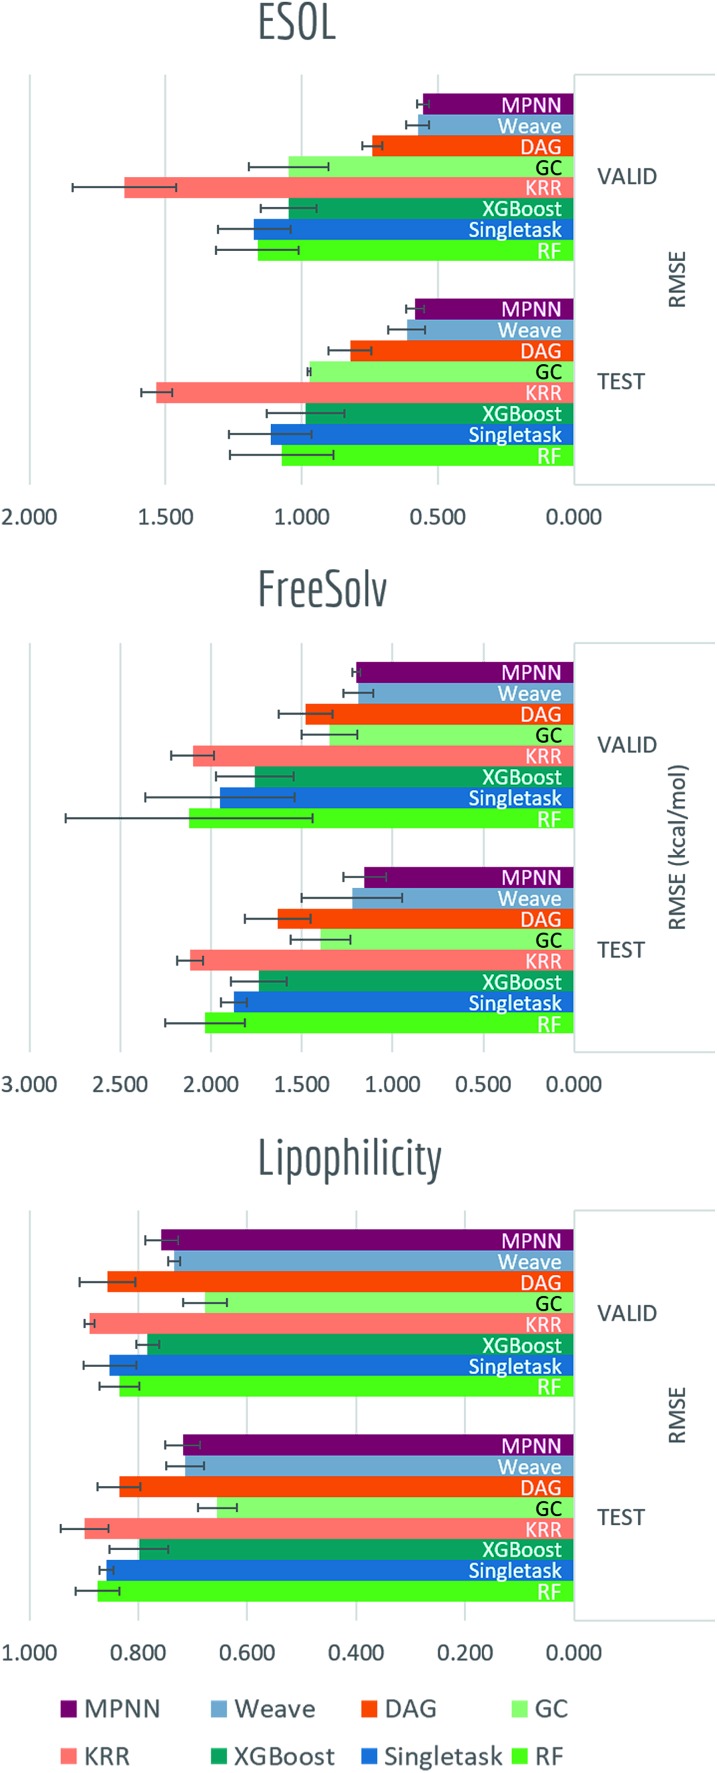 ESOL
MPNN
Weave
DAG
GC
KRR
XGBoost
Singletask
RF
VALID
MPNN
Weave
DAG
GC
KRR
XGBoost
Singletask
RF
TEST
RMSE
2.000 1.500 1.000 0.500 0.000
FreeSolv
MPNN
Weave
DAG
GC
KRR
XGBoost
Singletask
RF
VALID
MPNN
Weave
DAG
GC
KRR
XGBoost
Singletask
RF
TEST
RMSE (kcal/mol)
3.000 2.500 2.000 1.500 1.000 0.500 0.000
Lipophilicity
MPNN
Weave
DAG
GC
KRR
XGBoost
Singletask
RF
VALID
MPNN
Weave
DAG
GC
KRR
XGBoost
Singletask
RF
TEST
RMSE
1.000 0.800 0.600 0.400 0.200 0.000
MPNN Weave DAG GC
KRR XGBoost Singletask RF